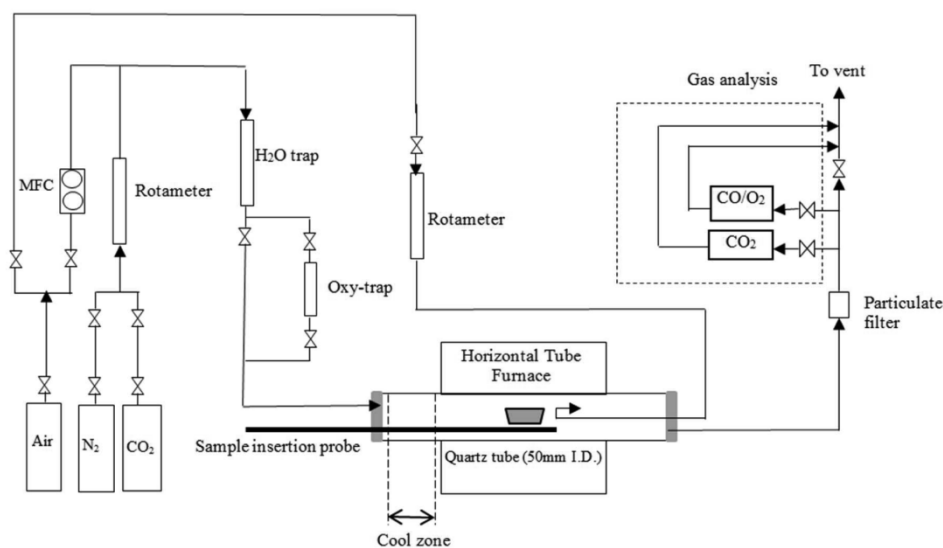 To vent
Gas analysis
H₂O trap
MFC
Rotameter
CO/O₂
Rotameter
CO₂
Oxy-trap
Particulate
filter
Horizontal Tube
Furnace
Air
N₂
CO₂
Sample insertion probe
Quartz tube (50mm I.D.)
Cool zone